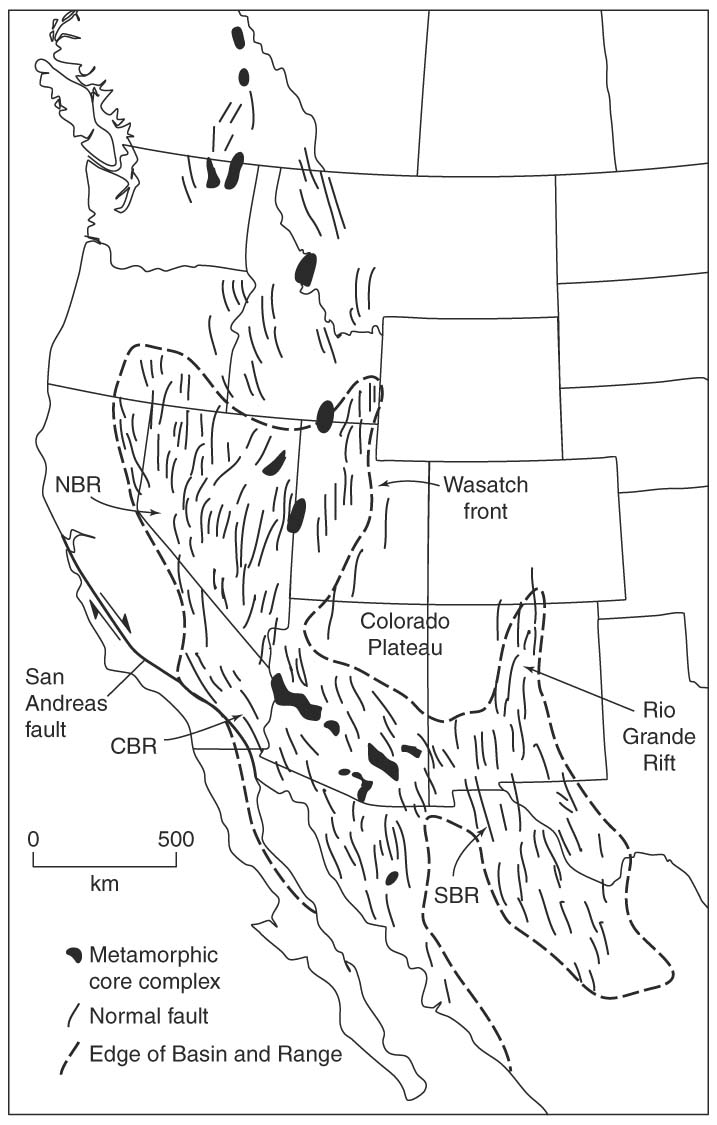 NBR
Wasatch
front
Colorado
Plateau
San
Andreas
fault
CBR
Rio
Grande
Rift
0 500
km
SBR
Metamorphic
core complex
Normal fault
Edge of Basin and Range